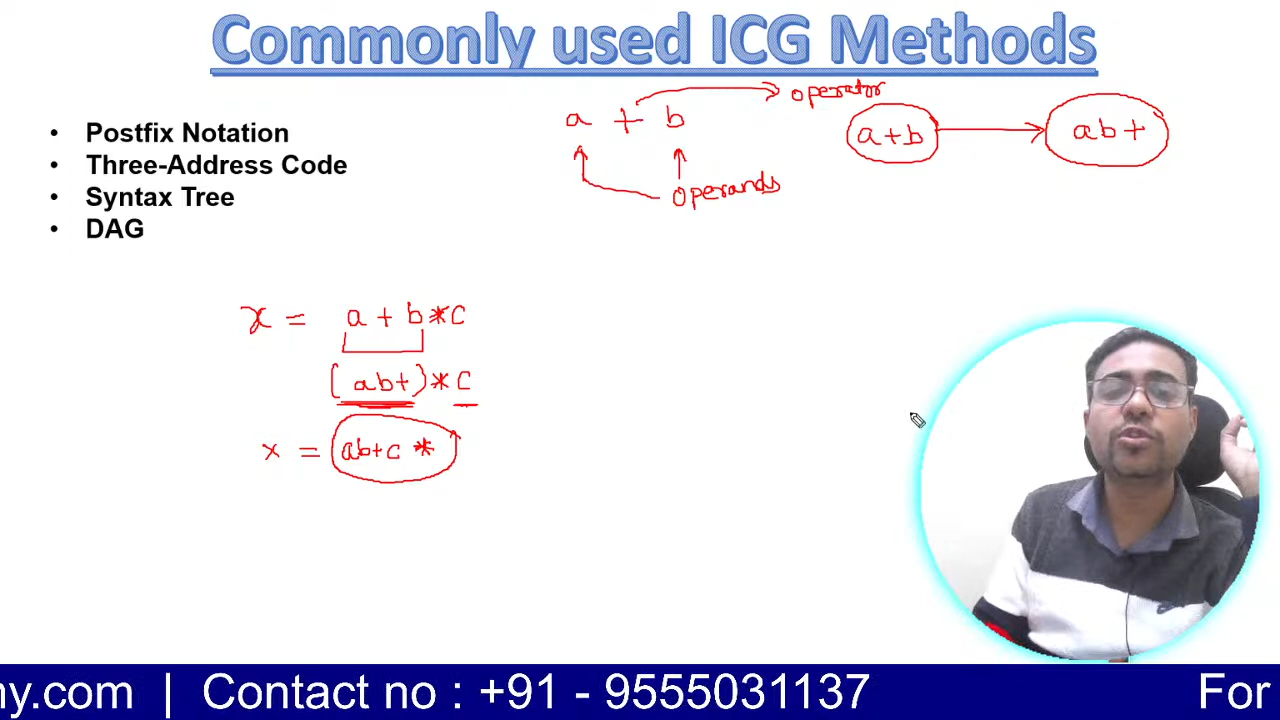 Commonly used ICG Methods
• Postfix Notation
• Three-Address Code
• Syntax Tree
• DAG
a + b
operator
operands
a+b
ab+
x = a + b*c
(ab+)*c
x = ab+c *
ny.com | Contact no : +91 - 9555031137 For